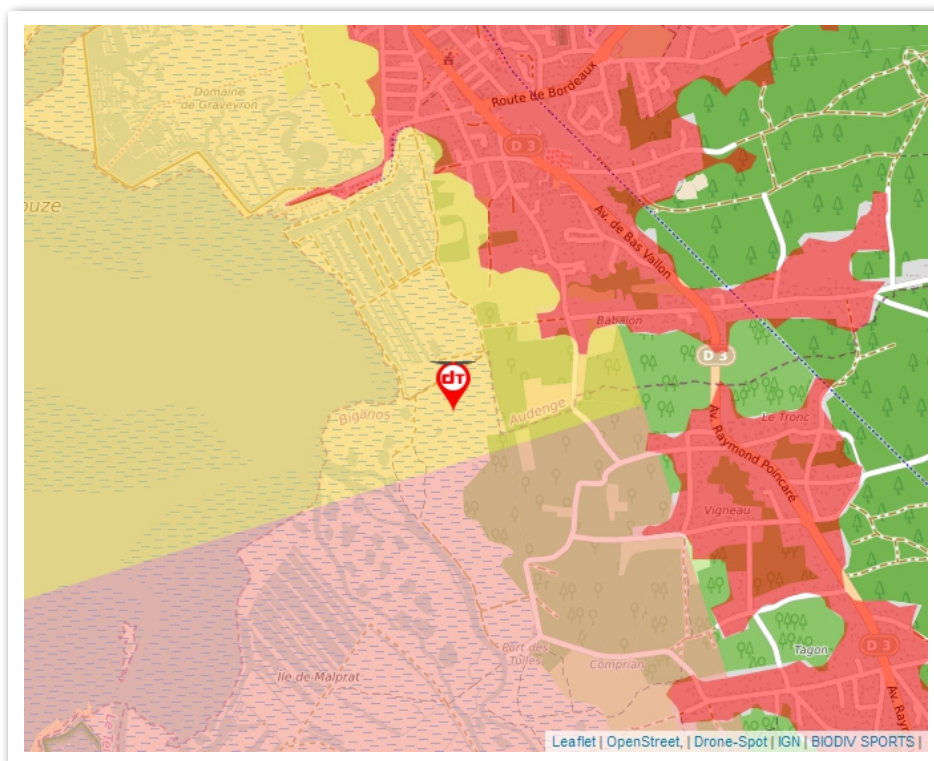 Domaine
de Graveyron
Route de Bordeaux
D 3
ouze
Av. de Bas Vallon
Babalon
D 3
dT
Biganos
Audenge
Le Tronc
Av. Raymond Poincaré
Vigneau
Port des
Tuiles
Comprian
Tagon
D 3
Ile de Malprat
Av. Ray
Leaflet | OpenStreet, | Drone-Spot | IGN | BIODIV SPORTS |